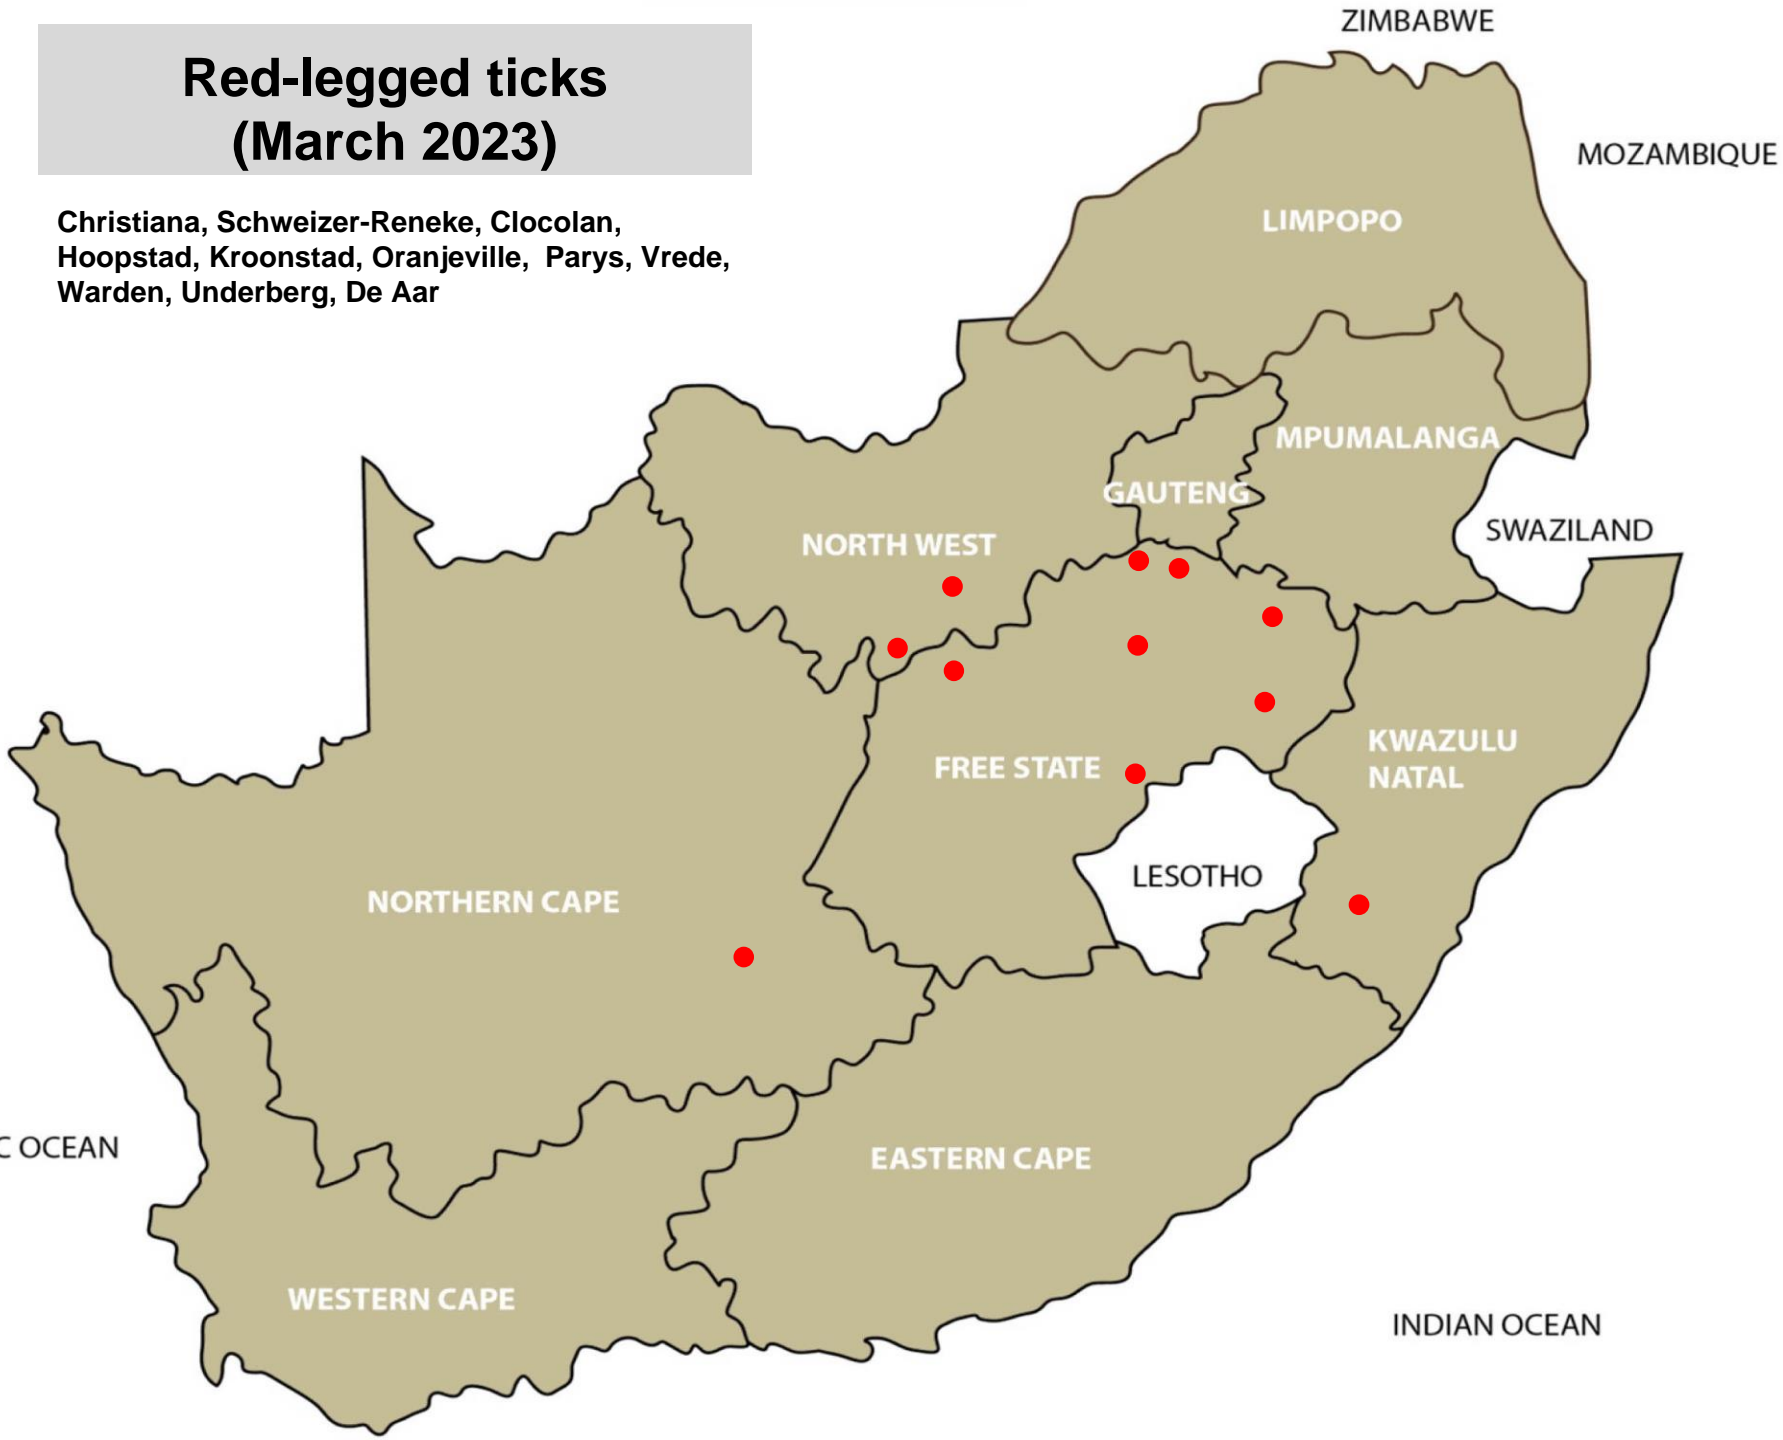 Red-legged ticks
(March 2023)
Christiana, Schweizer-Reneke, Clocolan,
Hoopstad, Kroonstad, Oranjeville, Parys, Vrede,
Warden, Underberg, De Aar
ZIMBABWE
MOZAMBIQUE
LIMPOPO
MPUMALANGA
GAUTENG
SWAZILAND
NORTH WEST
KWAZULU
NATAL
FREE STATE
LESOTHO
NORTHERN CAPE
C OCEAN
EASTERN CAPE
WESTERN CAPE
INDIAN OCEAN